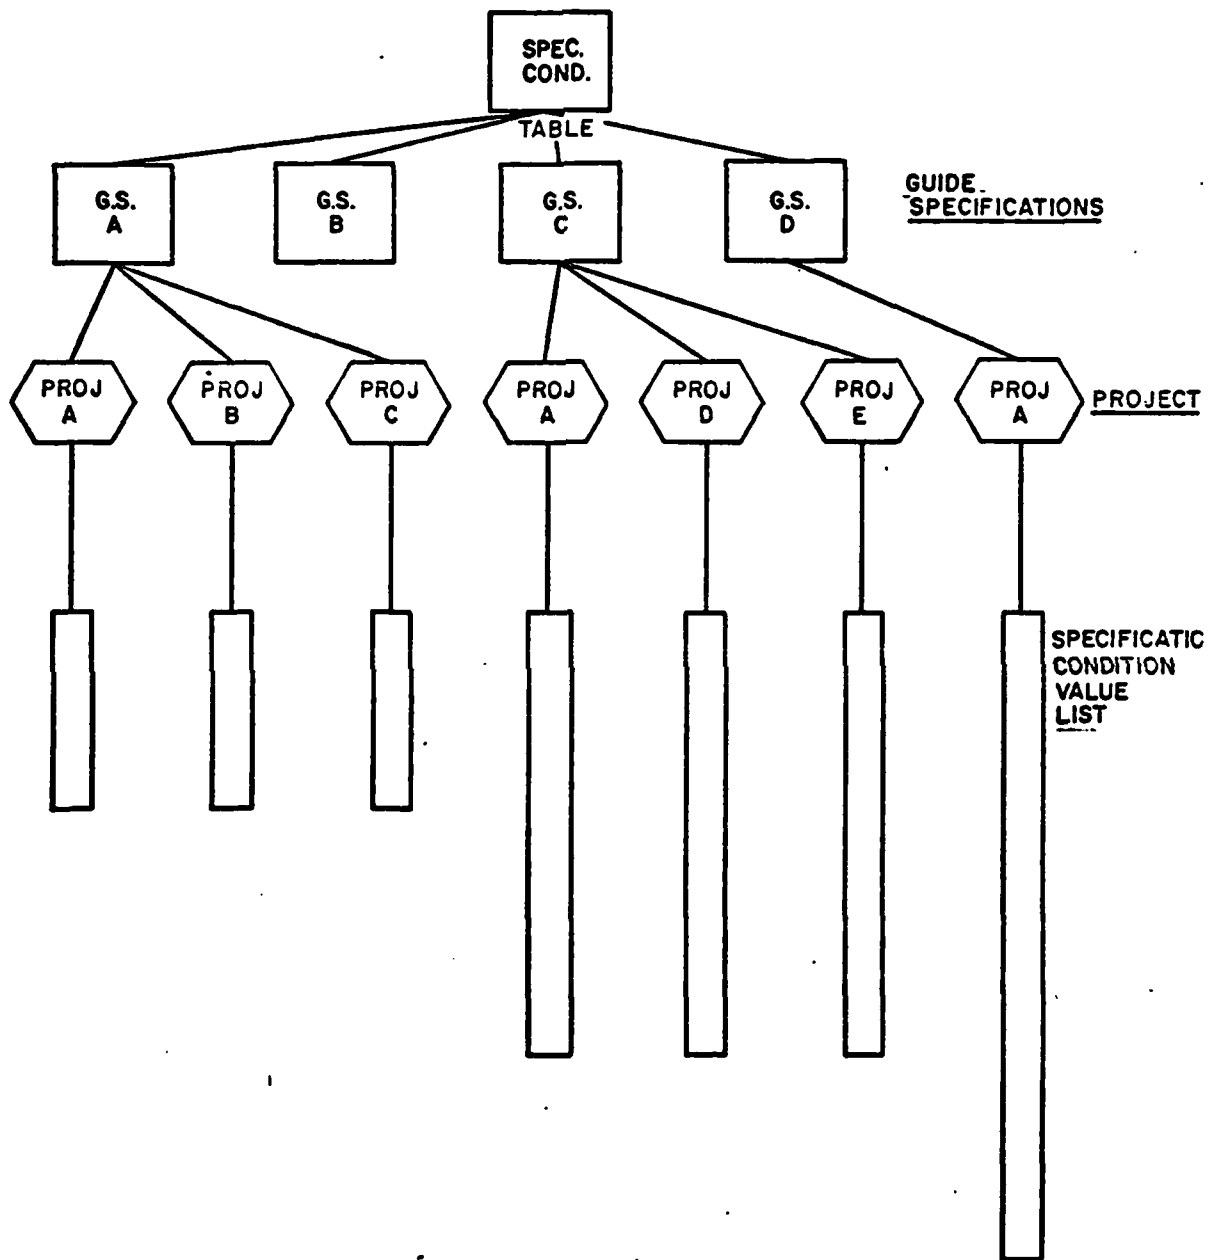 SPEC.
COND.
TABLE
G.S.
A
G.S.
B
G.S.
C
G.S.
D
GUIDE
SPECIFICATIONS
PROJ
A
PROJ
B
PROJ
C
PROJ
A
PROJ
D
PROJ
E
PROJ
A
PROJECT
SPECIFICATIC
CONDITION
VALUE
LIST